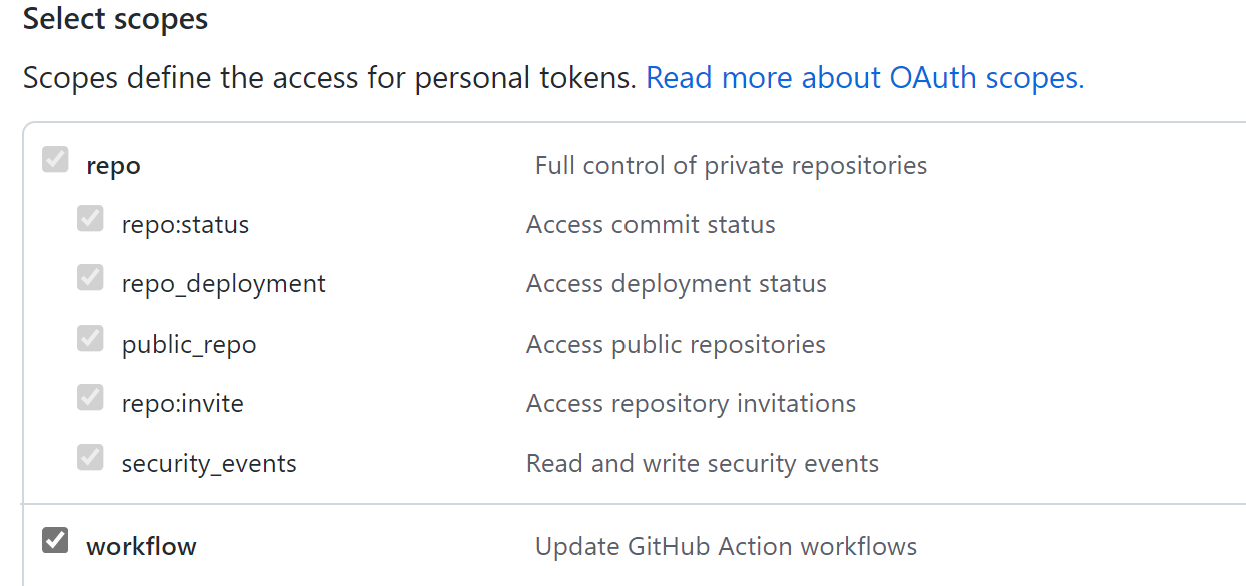 Select scopes
Scopes define the access for personal tokens. Read more about OAuth scopes.
repo Full control of private repositories
repo:status Access commit status
repo_deployment Access deployment status
public_repo Access public repositories
repo:invite Access repository invitations
security_events Read and write security events
workflow Update GitHub Action workflows